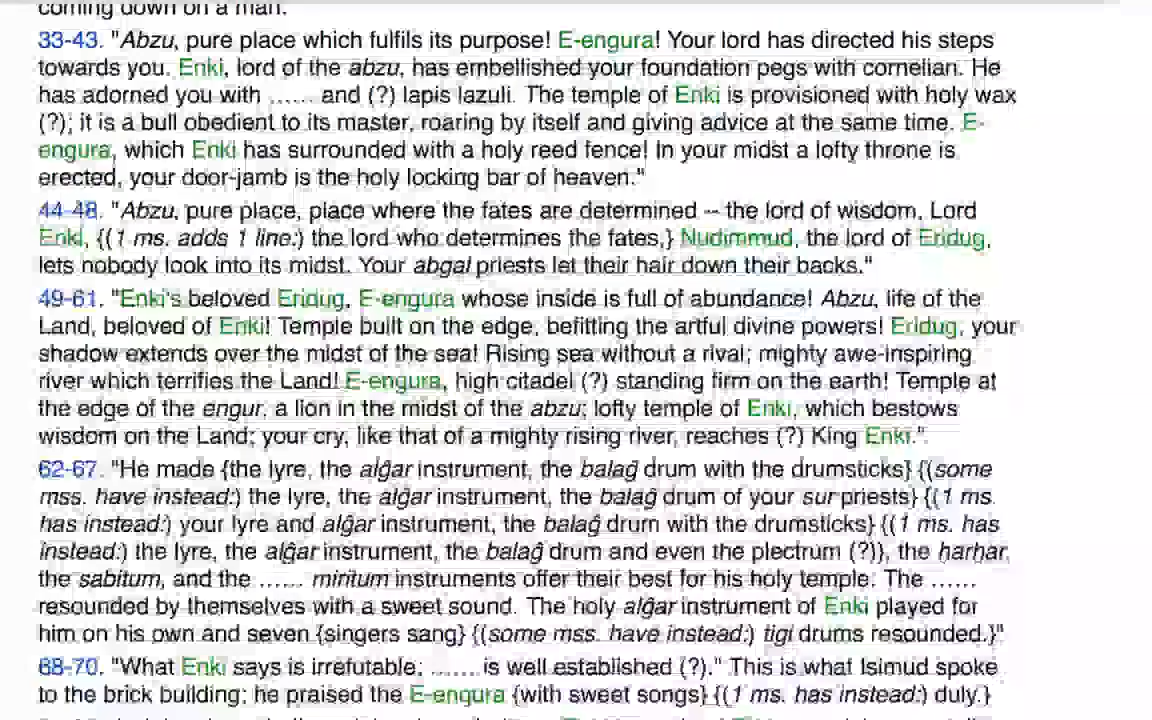 coming down on a man.
33-43. "Abzu, pure place which fulfils its purpose! E-engura! Your lord has directed his steps
towards you. Enki, lord of the abzu, has embellished your foundation pegs with cornelian. He
has adorned you with ...... and (?) lapis lazuli. The temple of Enki is provisioned with holy wax
(?); it is a bull obedient to its master, roaring by itself and giving advice at the same time. E-
engura, which Enki has surrounded with a holy reed fence! In your midst a lofty throne is
erected, your door-jamb is the holy locking bar of heaven."
44-48. "Abzu, pure place, place where the fates are determined -- the lord of wisdom, Lord
Enki, {(1 ms. adds 1 line:) the lord who determines the fates,} Nudimmud, the lord of Eridug,
lets nobody look into its midst. Your abgal priests let their hair down their backs."
49-61. "Enki's beloved Eridug, E-engura whose inside is full of abundance! Abzu, life of the
Land, beloved of Enki! Temple built on the edge, befitting the artful divine powers! Eridug, your
shadow extends over the midst of the sea! Rising sea without a rival; mighty awe-inspiring
river which terrifies the Land! E-engura, high citadel (?) standing firm on the earth! Temple at
the edge of the engur, a lion in the midst of the abzu; lofty temple of Enki, which bestows
wisdom on the Land; your cry, like that of a mighty rising river, reaches (?) King Enki."
62-67. "He made {the lyre, the alĝar instrument, the balaĝ drum with the drumsticks} {(some
mss. have instead:) the lyre, the alĝar instrument, the balaĝ drum of your sur priests} {(1 ms.
has instead:) your lyre and alĝar instrument, the balaĝ drum with the drumsticks} {(1 ms. has
instead:) the lyre, the alĝar instrument, the balaĝ drum and even the plectrum (?)}, the harhar,
the sabitum, and the ...... miritum instruments offer their best for his holy temple. The ......
resounded by themselves with a sweet sound. The holy alĝar instrument of Enki played for
him on his own and seven {singers sang} {(some mss. have instead:) tigi drums resounded.}"
68-70. "What Enki says is irrefutable; ...... is well established (?)." This is what Isimud spoke
to the brick building; he praised the E-engura {with sweet songs} {(1 ms. has instead:) duly.}